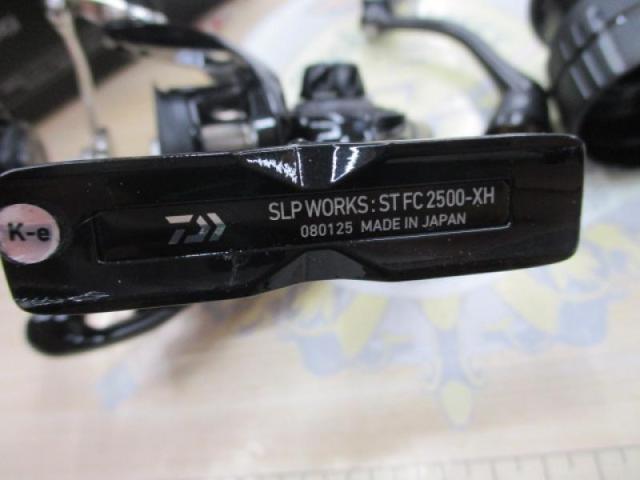 SLP WORKS : ST FC 2500-XH
080125 MADE IN JAPAN
K-e